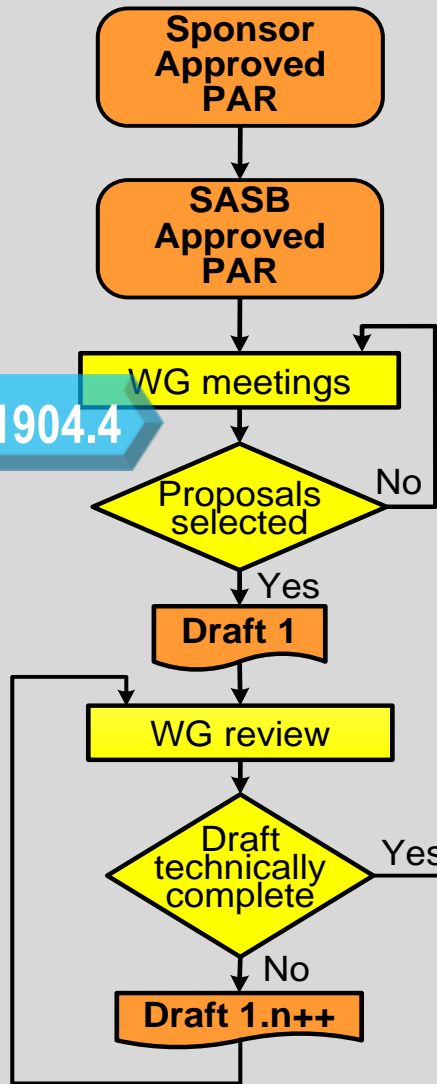 Sponsor
Approved
PAR
SASB
Approved
PAR
WG meetings
1904.4
Proposals
selected
No
Yes
Draft 1
WG review
Draft
technically
complete
Yes
No
Draft 1.n++